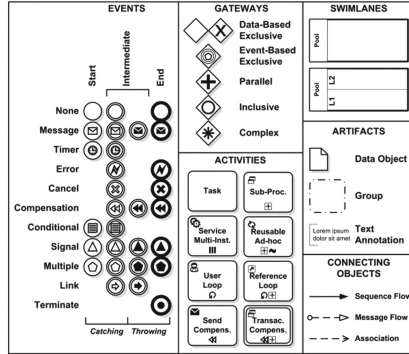 EVENTS
Start
Intermediate
End
None
Message
Timer
Error
Cancel
Compensation
Conditional
Signal
Multiple
Link
Terminate
Catching
Throwing
GATEWAYS
Data-Based
Exclusive
Event-Based
Exclusive
Parallel
Inclusive
Complex
ACTIVITIES
Task
Sub-Proc.
Service
Multi-Inst.
Reusable
Ad-hoc
User
Loop
Reference
Loop
Send
Compens.
Transac.
Compens.
SWIMLANES
Pool
Pool
L1
L2
ARTIFACTS
Data Object
Group
Lorem ipsum
dolor sit amet
Text
Annotation
CONNECTING
OBJECTS
Sequence Flow
Message Flow
Association